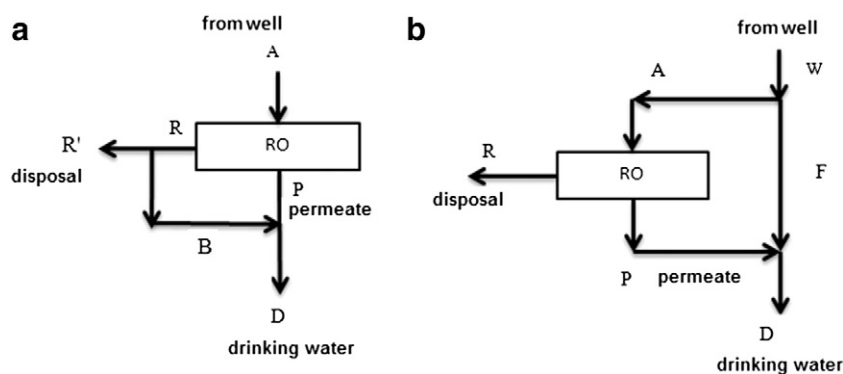 a
from well
A
R
RO
R'
disposal
P
permeate
B
D
drinking water
b
from well
W
A
R
RO
F
disposal
P permeate
D
drinking water